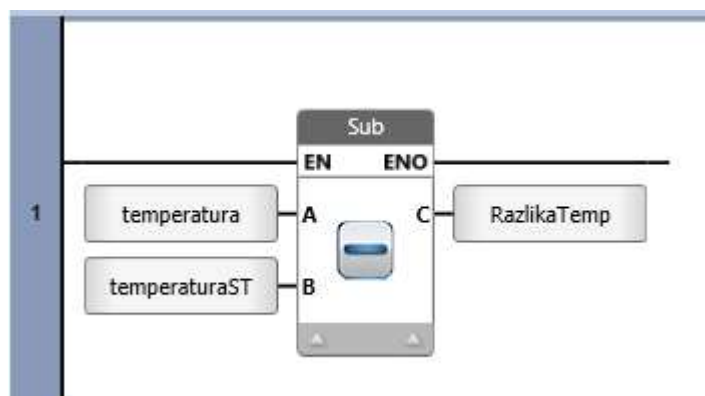 Sub
EN ENO
1
temperatura A C RazlikaTemp
temperaturaST B